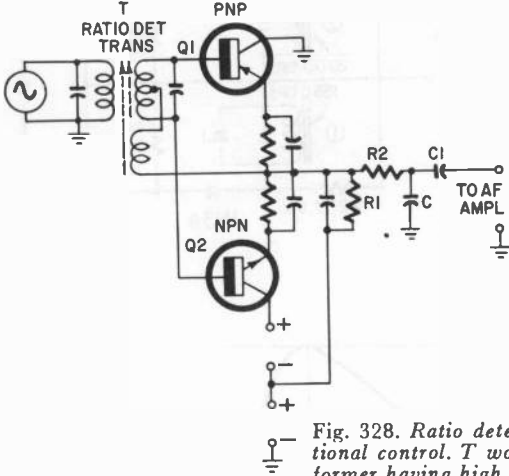 T
RATIO DET
TRANS
PNP
Q1
R2
C1
TO AF
AMPL
R1
C
NPN
Q2
+
−
+
−
Fig. 328. Ratio dete
tional control. T wo
former having high